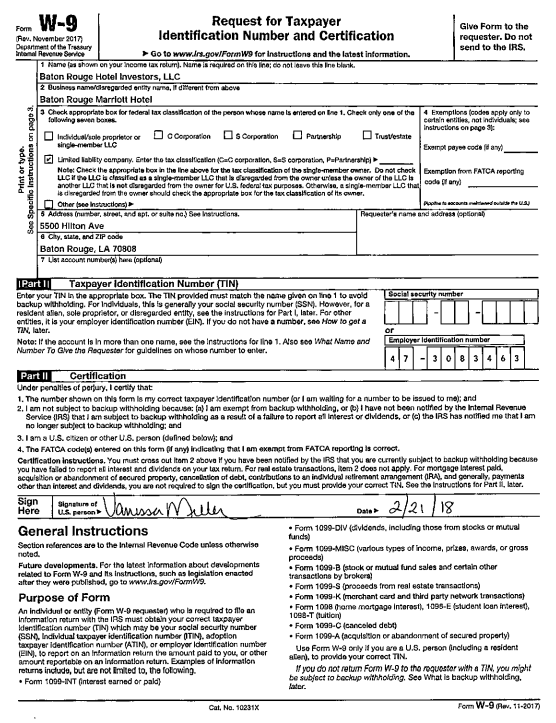 Form W-9
(Rev. November 2017)
Department of the Treasury
Internal Revenue Service
Request for Taxpayer
Identification Number and Certification
► Go to www.irs.gov/FormW9 for instructions and the latest information.
Give Form to the
requester. Do not
send to the IRS.
Print or type.
See Specific Instructions on page 3.
1 Name (as shown on your income tax return). Name is required on this line; do not leave this line blank.
Baton Rouge Hotel Investors, LLC
2 Business name/disregarded entity name, if different from above
Baton Rouge Marriott Hotel
3 Check appropriate box for federal tax classification of the person whose name is entered on line 1. Check only one of the
following seven boxes.
Individual/sole proprietor or
single-member LLC
C Corporation
S Corporation
Partnership
Trust/estate
Limited liability company. Enter the tax classification (C=C corporation, S=S corporation, P=Partnership) ►
Note: Check the appropriate box in the line above for the tax classification of the single-member owner. Do not check
LLC if the LLC is classified as a single-member LLC that is disregarded from the owner unless the owner of the LLC is
another LLC that is not disregarded from the owner for U.S. federal tax purposes. Otherwise, a single-member LLC that
is disregarded from the owner should check the appropriate box for the tax classification of its owner.
Other (see instructions) ►
4 Exemptions (codes apply only to
certain entities, not individuals; see
instructions on page 3):
Exempt payee code (if any)
Exemption from FATCA reporting
code (if any)
(Applies to accounts maintained outside the U.S.)
5 Address (number, street, and apt. or suite no.) See instructions.
Requester's name and address (optional)
5500 Hilton Ave
6 City, state, and ZIP code
Baton Rouge, LA 70808
7 List account number(s) here (optional)
Part I Taxpayer Identification Number (TIN)
Enter your TIN in the appropriate box. The TIN provided must match the name given on line 1 to avoid
backup withholding. For individuals, this is generally your social security number (SSN). However, for a
resident alien, sole proprietor, or disregarded entity, see the instructions for Part I, later. For other
entities, it is your employer identification number (EIN). If you do not have a number, see How to get a
TIN, later.
Note: If the account is in more than one name, see the instructions for line 1. Also see What Name and
Number To Give the Requester for guidelines on whose number to enter.
Social security number
- -
or
Employer identification number
4 7 - 3 0 8 3 4 6 3
Part II Certification
Under penalties of perjury, I certify that:
1. The number shown on this form is my correct taxpayer identification number (or I am waiting for a number to be issued to me); and
2. I am not subject to backup withholding because: (a) I am exempt from backup withholding, or (b) I have not been notified by the Internal Revenue
Service (IRS) that I am subject to backup withholding as a result of a failure to report all interest or dividends, or (c) the IRS has notified me that I am
no longer subject to backup withholding; and
3. I am a U.S. citizen or other U.S. person (defined below); and
4. The FATCA code(s) entered on this form (if any) indicating that I am exempt from FATCA reporting is correct.
Certification instructions. You must cross out item 2 above if you have been notified by the IRS that you are currently subject to backup withholding because
you have failed to report all interest and dividends on your tax return. For real estate transactions, item 2 does not apply. For mortgage interest paid,
acquisition or abandonment of secured property, cancellation of debt, contributions to an individual retirement arrangement (IRA), and generally, payments
other than interest and dividends, you are not required to sign the certification, but you must provide your correct TIN. See the instructions for Part II, later.
Sign
Here
Signature of
U.S. person ►
Vanessa Miller
Date ► 2/21/18
General Instructions
Section references are to the Internal Revenue Code unless otherwise
noted.
Future developments. For the latest information about developments
related to Form W-9 and its instructions, such as legislation enacted
after they were published, go to www.irs.gov/FormW9.
Purpose of Form
An individual or entity (Form W-9 requester) who is required to file an
information return with the IRS must obtain your correct taxpayer
identification number (TIN) which may be your social security number
(SSN), individual taxpayer identification number (ITIN), adoption
taxpayer identification number (ATIN), or employer identification number
(EIN), to report on an information return the amount paid to you, or other
amount reportable on an information return. Examples of information
returns include, but are not limited to, the following.
• Form 1099-INT (interest earned or paid)
• Form 1099-DIV (dividends, including those from stocks or mutual
funds)
• Form 1099-MISC (various types of income, prizes, awards, or gross
proceeds)
• Form 1099-B (stock or mutual fund sales and certain other
transactions by brokers)
• Form 1099-S (proceeds from real estate transactions)
• Form 1099-K (merchant card and third party network transactions)
• Form 1098 (home mortgage interest), 1098-E (student loan interest),
1098-T (tuition)
• Form 1099-C (canceled debt)
• Form 1099-A (acquisition or abandonment of secured property)
Use Form W-9 only if you are a U.S. person (including a resident
alien), to provide your correct TIN.
If you do not return Form W-9 to the requester with a TIN, you might
be subject to backup withholding. See What is backup withholding,
later.
Cat. No. 10231X
Form W-9 (Rev. 11-2017)